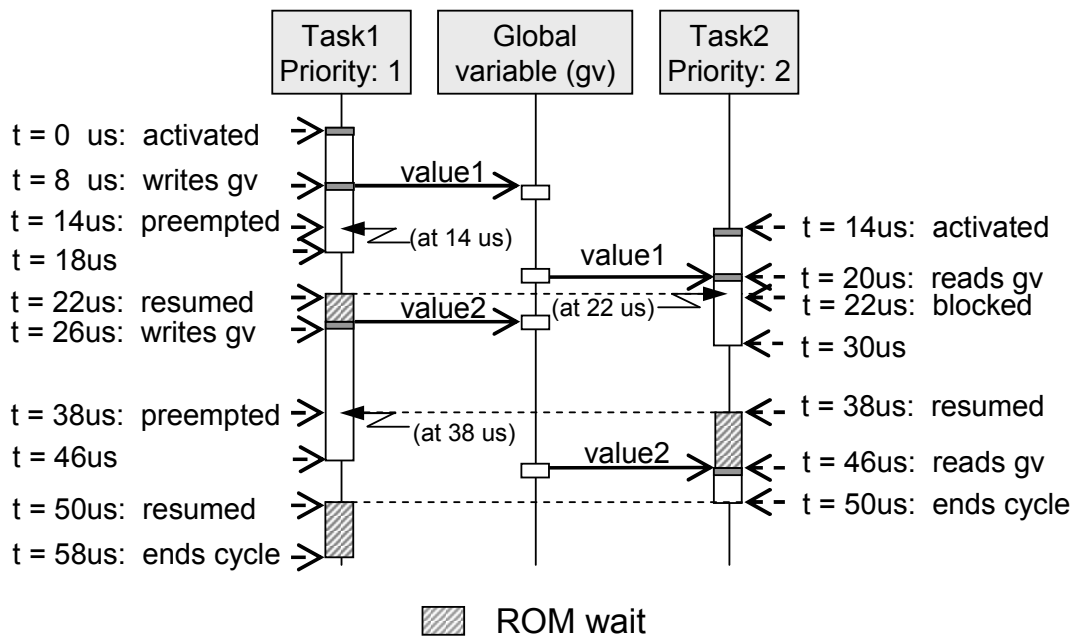 Task1
Priority: 1
Global
variable (gv)
Task2
Priority: 2
t = 0 us: activated
t = 8 us: writes gv
value1
t = 14us: preempted
(at 14 us)
t = 14us: activated
t = 18us
value1
t = 20us: reads gv
t = 22us: resumed
(at 22 us)
t = 22us: blocked
t = 26us: writes gv
value2
t = 30us
t = 38us: preempted
(at 38 us)
t = 38us: resumed
t = 46us
value2
t = 46us: reads gv
t = 50us: resumed
t = 50us: ends cycle
t = 58us: ends cycle
ROM wait